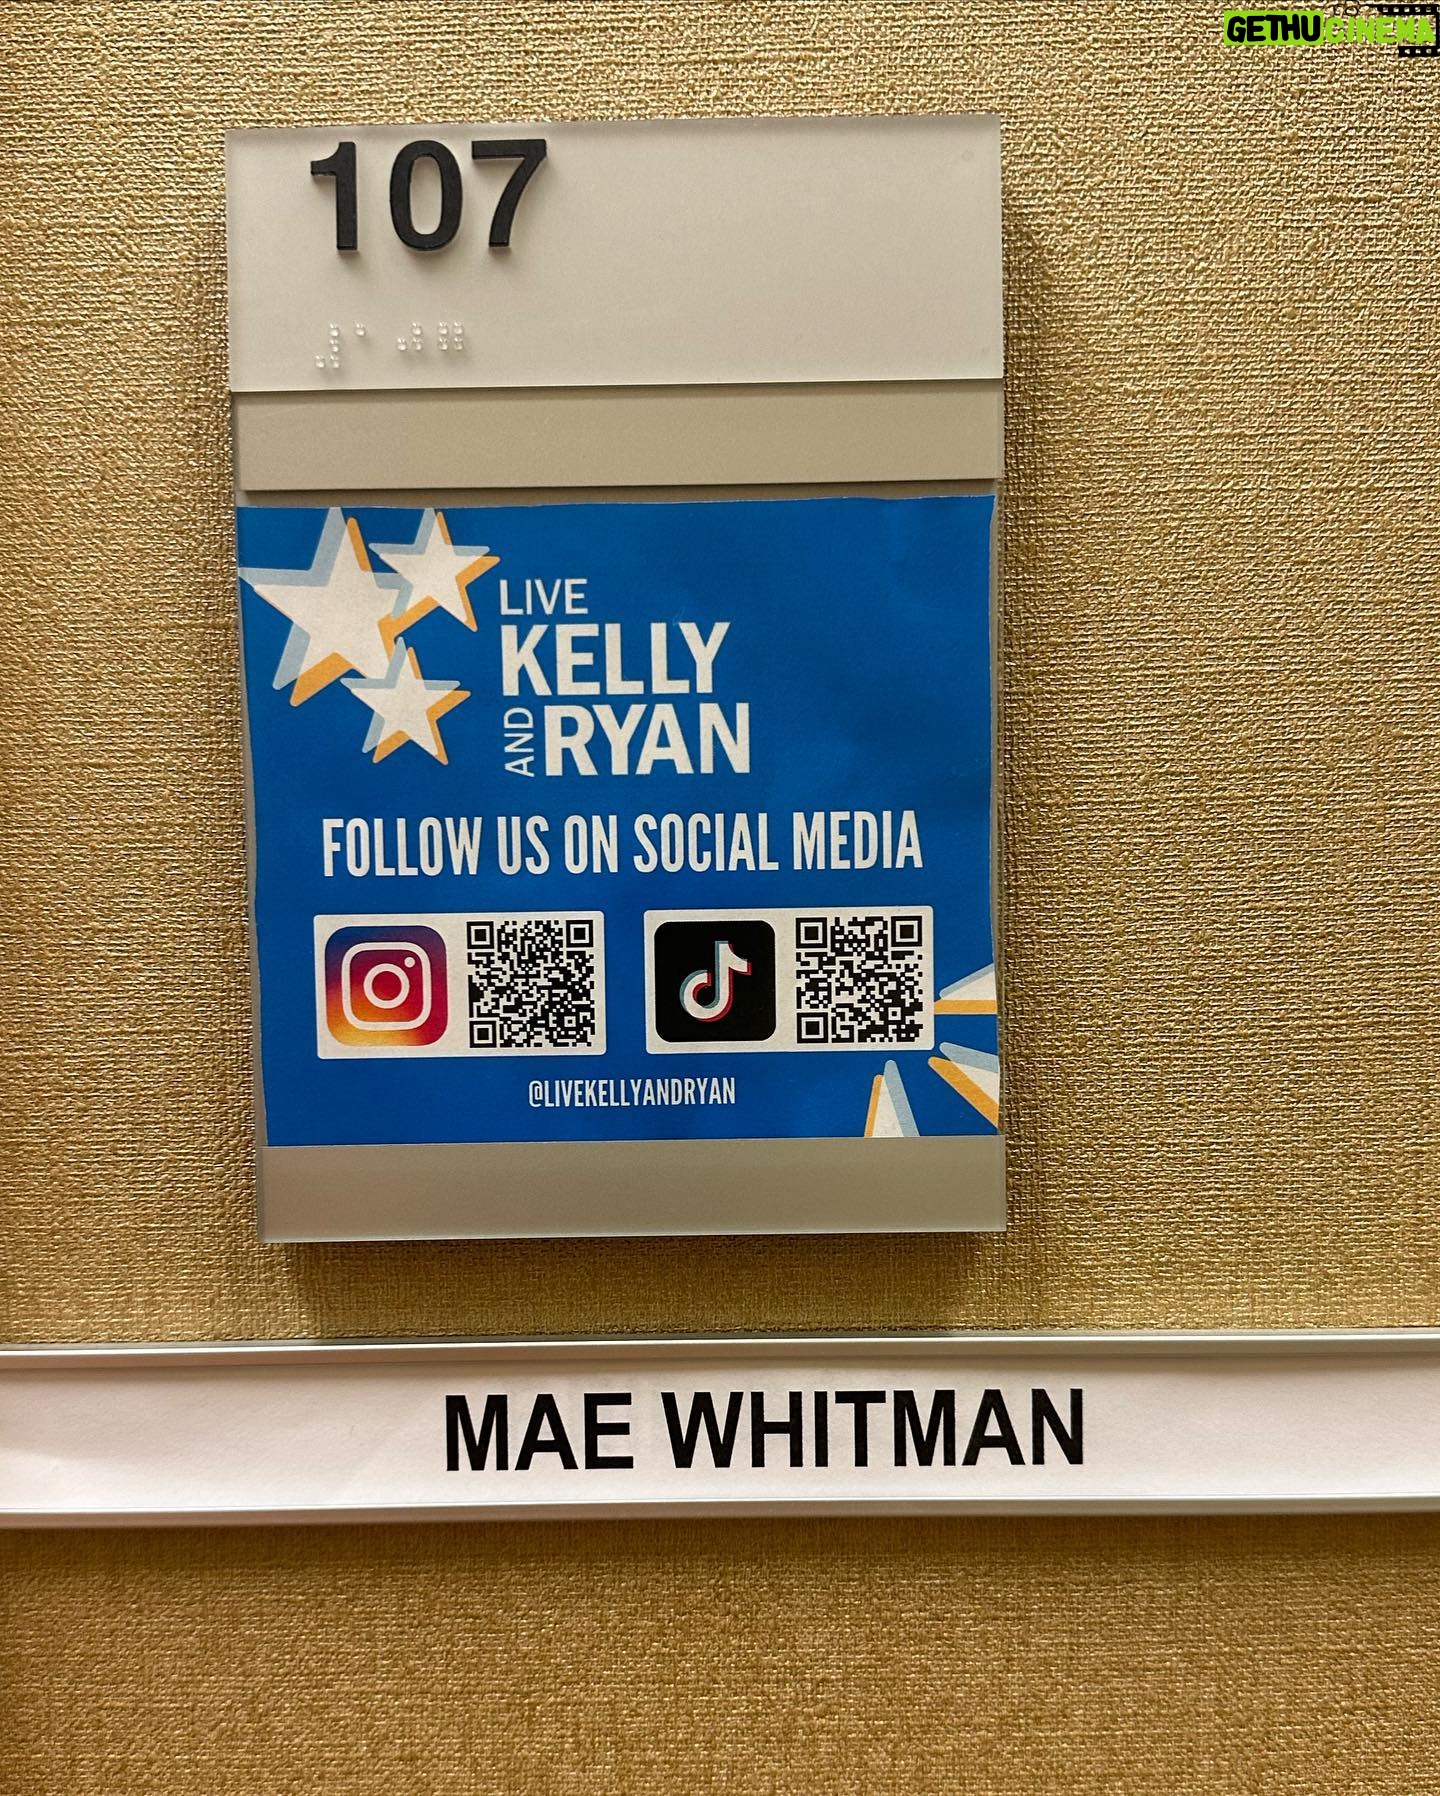 GETHUCINEMA
107
LIVE
KELLY
AND RYAN
FOLLOW US ON SOCIAL MEDIA
@LIVEKELLYANDRYAN
MAE WHITMAN